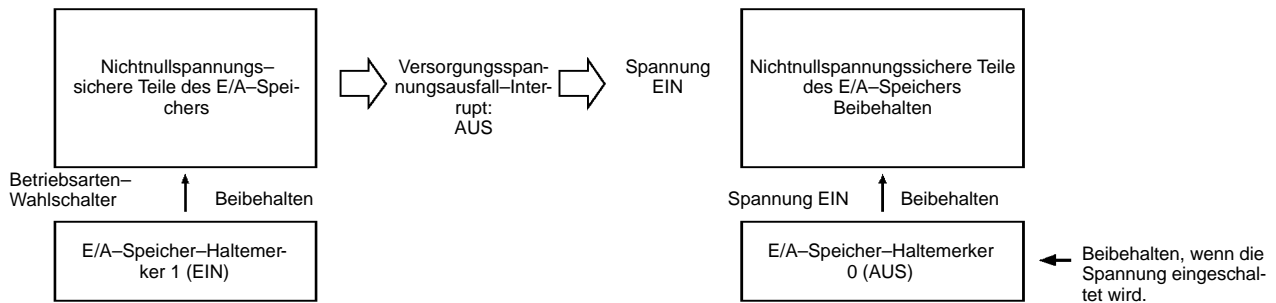 Nichtnullspannungs–
sichere Teile des E/A–Spei-
chers
Versorgungsspan-
nungsausfall–Inter-
rupt:
AUS
Spannung
EIN
Nichtnullspannungssichere Teile
des E/A–Speichers
Beibehalten
Betriebsarten–
Wahlschalter
Beibehalten
Spannung EIN
Beibehalten
E/A–Speicher–Haltemer-
ker 1 (EIN)
E/A–Speicher–Haltemerker
0 (AUS)
Beibehalten, wenn die
Spannung eingeschal-
tet wird.